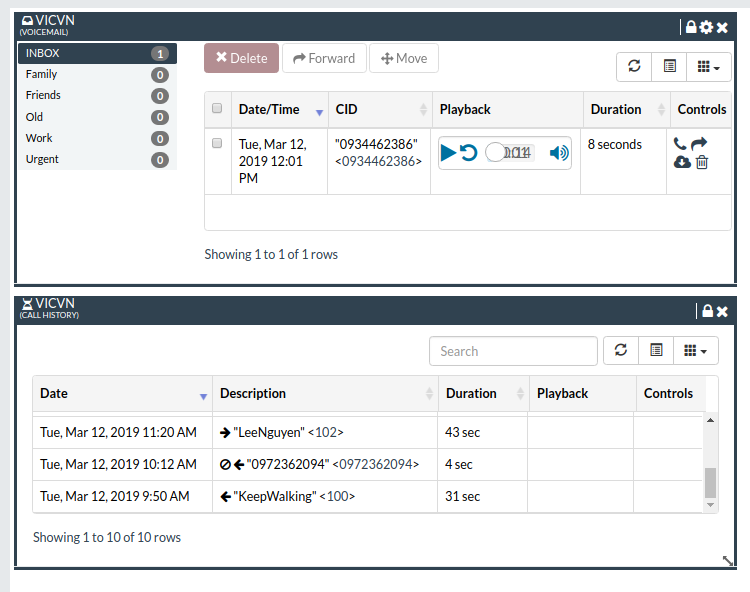 VICVN
(VOICEMAIL)
INBOX 1
Family 0
Friends 0
Old 0
Work 0
Urgent 0
Delete Forward Move
Date/Time CID Playback Duration Controls
Tue, Mar 12, 2019 12:01 PM "0934462386" <0934462386> 8 seconds
Showing 1 to 1 of 1 rows
VICVN
(CALL HISTORY)
Search
Date Description Duration Playback Controls
Tue, Mar 12, 2019 11:20 AM "LeeNguyen" <102> 43 sec
Tue, Mar 12, 2019 10:12 AM "0972362094" <0972362094> 4 sec
Tue, Mar 12, 2019 9:50 AM "KeepWalking" <100> 31 sec
Showing 1 to 10 of 10 rows